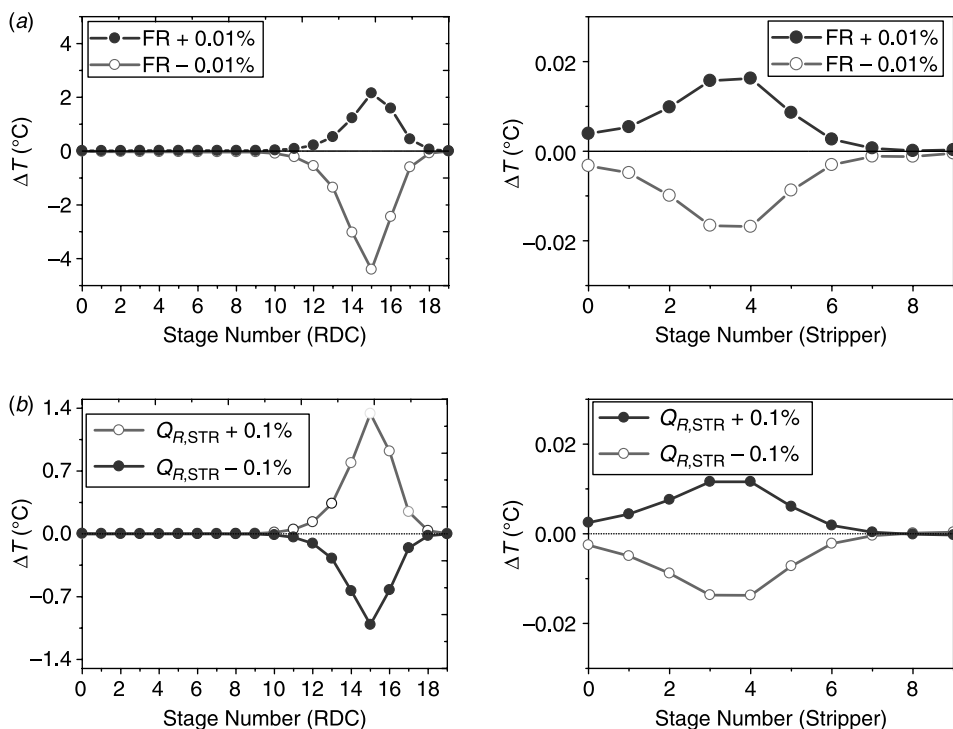 (a)
FR + 0.01%
FR − 0.01%
4
2
0
−2
−4
ΔT (°C)
0 2 4 6 8 10 12 14 16 18
Stage Number (RDC)
FR + 0.01%
FR − 0.01%
0.02
0.00
−0.02
ΔT (°C)
0 2 4 6 8
Stage Number (Stripper)
(b)
Q_{R,STR} + 0.1%
Q_{R,STR} − 0.1%
1.4
0.7
0.0
−0.7
−1.4
ΔT (°C)
0 2 4 6 8 10 12 14 16 18
Stage Number (RDC)
Q_{R,STR} + 0.1%
Q_{R,STR} − 0.1%
0.02
0.00
−0.02
ΔT (°C)
0 2 4 6 8
Stage Number (Stripper)